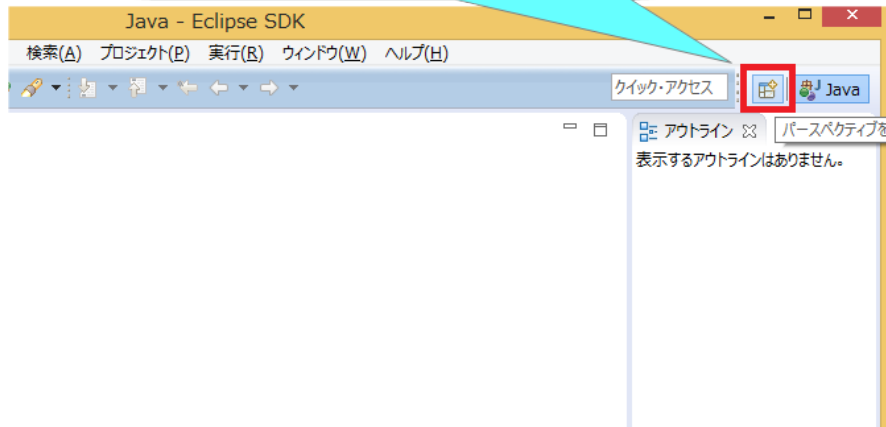 Java - Eclipse SDK
検索(A) プロジェクト(P) 実行(R) ウィンドウ(W) ヘルプ(H)
クイック・アクセス
Java
アウトライン
パースペクティブを
表示するアウトラインはありません。